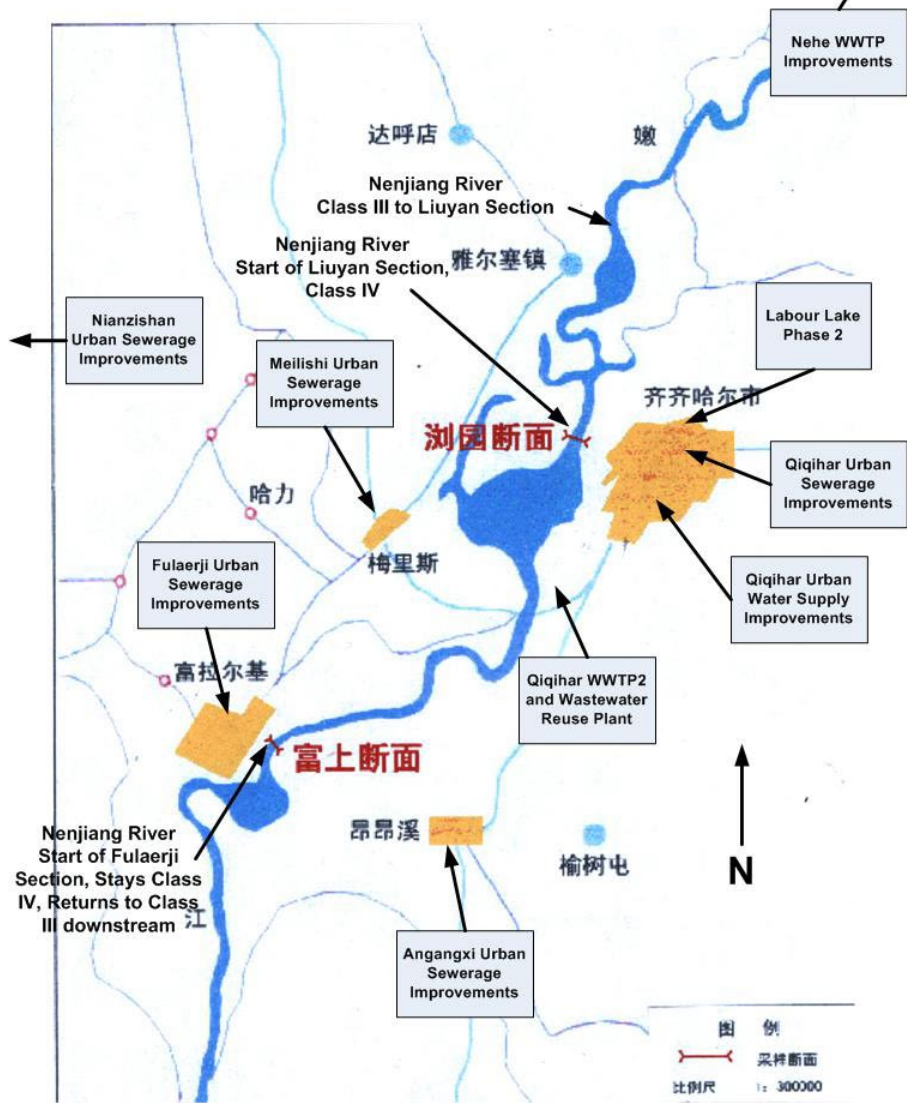 Nehe WWTP
Improvements
达呼店
嫩
Nenjiang River
Class III to Liuyan Section
Nenjiang River
Start of Liuyan Section,
Class IV
雅尔塞镇
Nianzishan
Urban Sewerage
Improvements
Labour Lake
Phase 2
Meilishi Urban
Sewerage
Improvements
齐齐哈尔市
浏园断面
Qiqihar Urban
Sewerage
Improvements
哈力
梅里斯
Fulaerji Urban
Sewerage
Improvements
Qiqihar Urban
Water Supply
Improvements
富拉尔基
Qiqihar WWTP2
and Wastewater
Reuse Plant
富上断面
Nenjiang River
Start of Fulaerji
Section, Stays Class
IV, Returns to Class
III downstream
江
昂昂溪
榆树屯
N
Angangxi Urban
Sewerage
Improvements
图 例
采样断面
比例尺 1: 300000